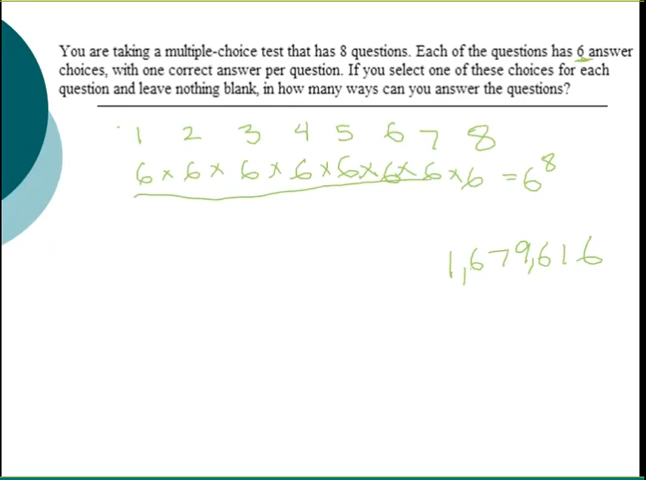 You are taking a multiple-choice test that has 8 questions. Each of the questions has 6 answer
choices, with one correct answer per question. If you select one of these choices for each
question and leave nothing blank, in how many ways can you answer the questions?
1 2 3 4 5 6 7 8
6 × 6 × 6 × 6 × 6 × 6 × 6 × 6 = 6⁸
1,679,616